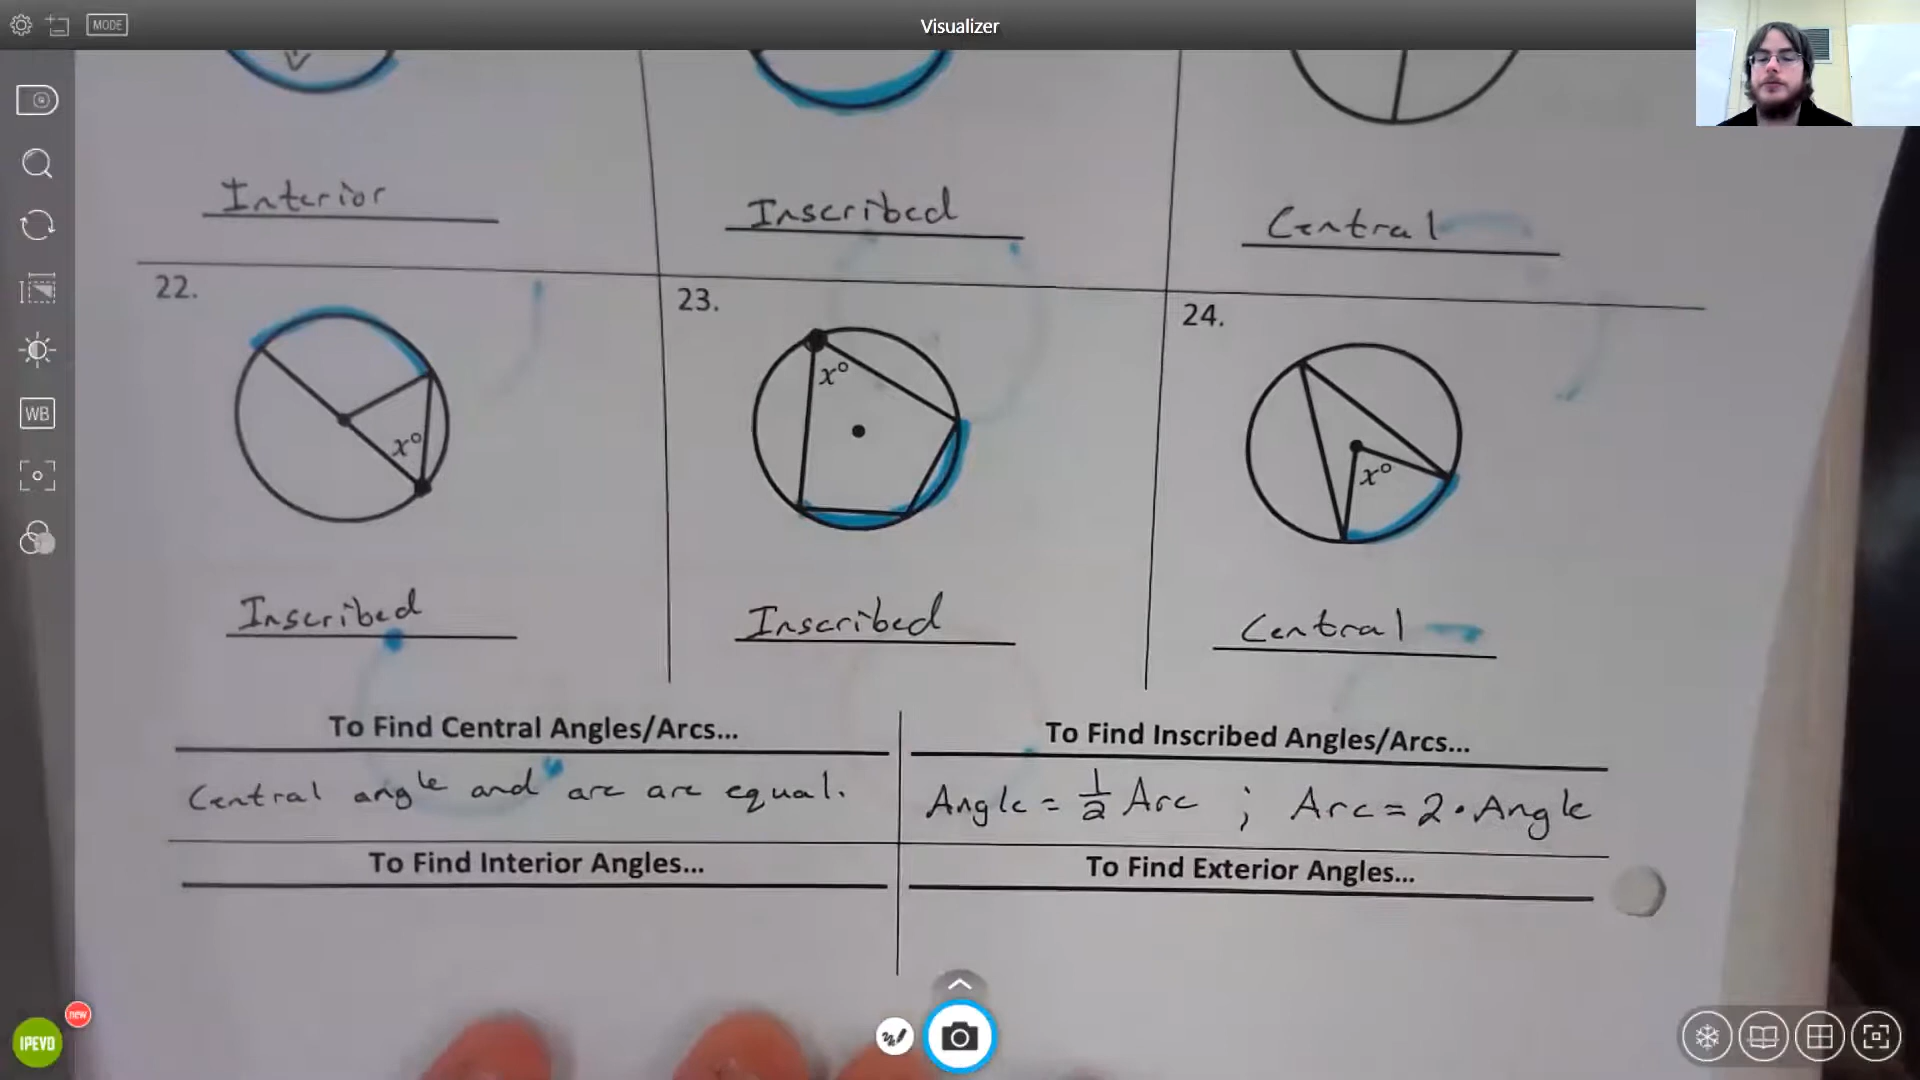 MODE
Visualizer
Interior
Inscribed
Central
22.
23.
24.
x°
x°
x°
WB
Inscribed
Inscribed
Central
To Find Central Angles/Arcs...
To Find Inscribed Angles/Arcs...
Central angle and arc are equal.
Angle = 1/2 Arc ; Arc = 2 · Angle
To Find Interior Angles...
To Find Exterior Angles...
new
IPEVO